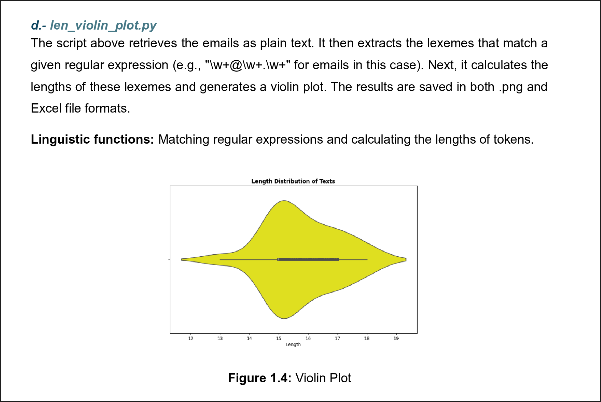 d.- len_violin_plot.py
The script above retrieves the emails as plain text. It then extracts the lexemes that match a
given regular expression (e.g., "\w+@\w+.\w+" for emails in this case). Next, it calculates the
lengths of these lexemes and generates a violin plot. The results are saved in both .png and
Excel file formats.
Linguistic functions: Matching regular expressions and calculating the lengths of tokens.
Length Distribution of Texts
12 13 14 15 16 17 18 19
Length
Figure 1.4: Violin Plot